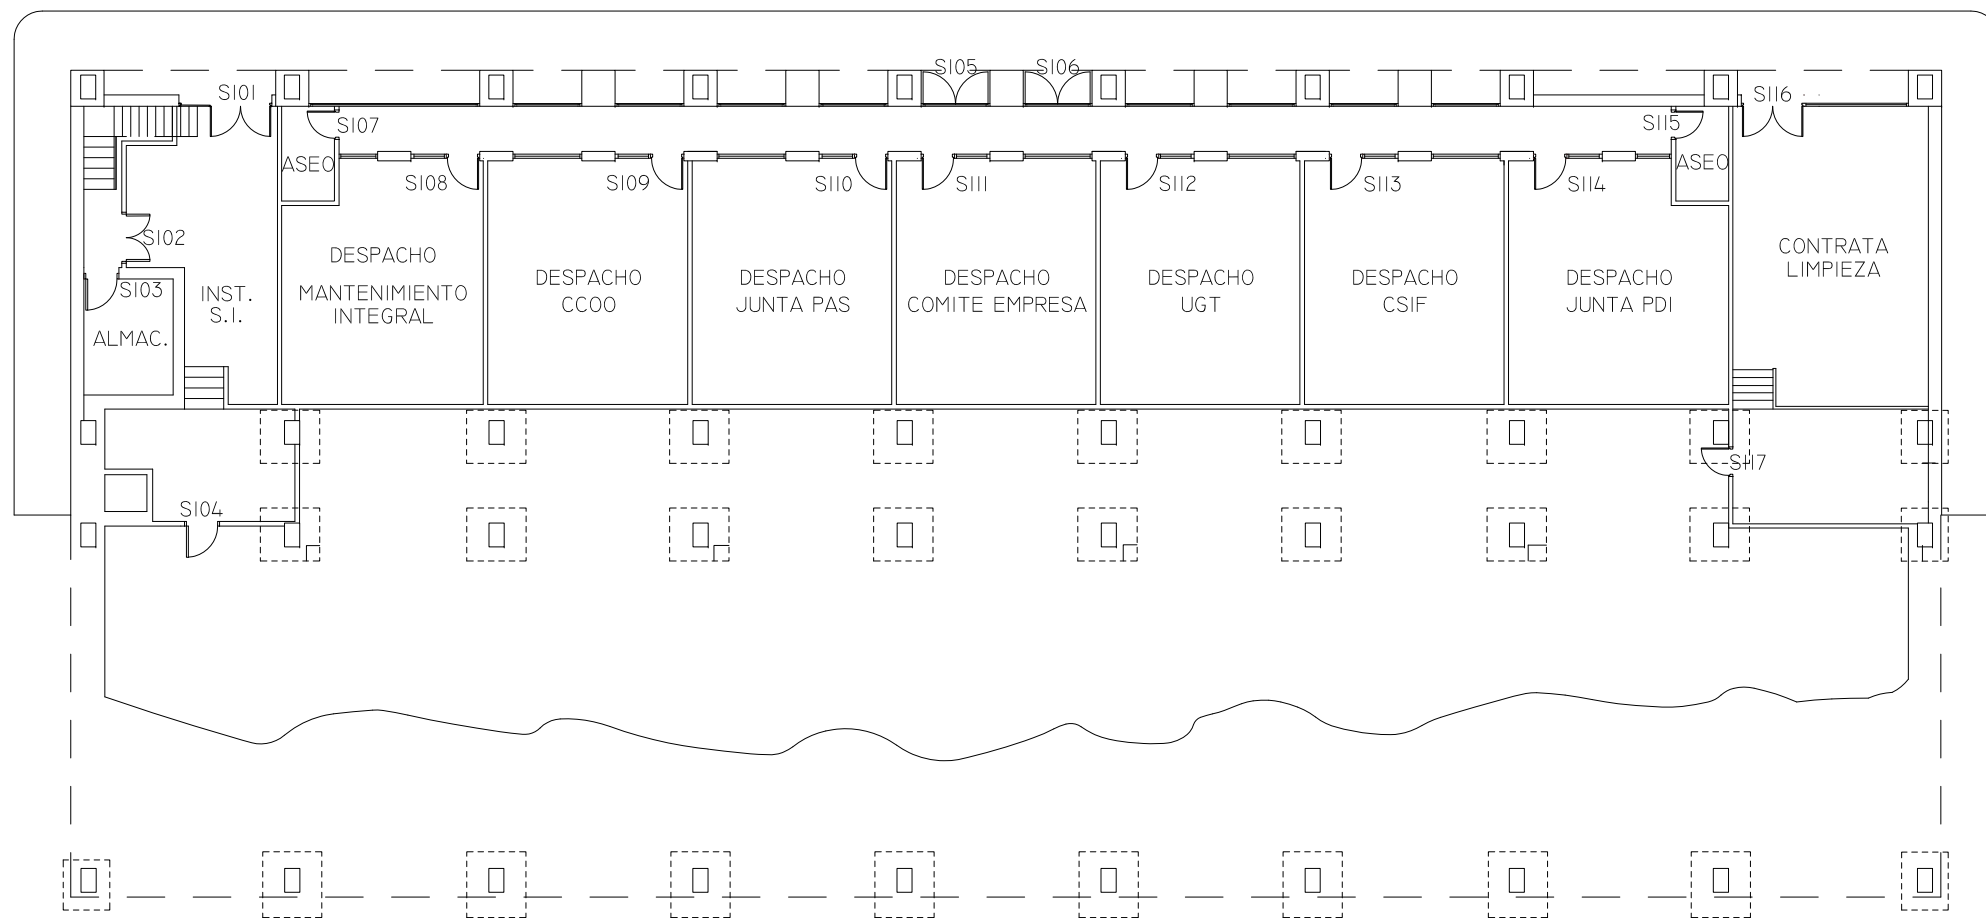 S105
S106
S101
S116
S107
S115
ASEO
ASEO
S108
S109
S110
S111
S112
S113
S114
S102
DESPACHO
MANTENIMIENTO
INTEGRAL
DESPACHO
CCOO
DESPACHO
JUNTA PAS
DESPACHO
COMITE EMPRESA
DESPACHO
UGT
DESPACHO
CSIF
DESPACHO
JUNTA PDI
CONTRATA
LIMPIEZA
S103
INST.
S.I.
ALMAC.
S117
S104